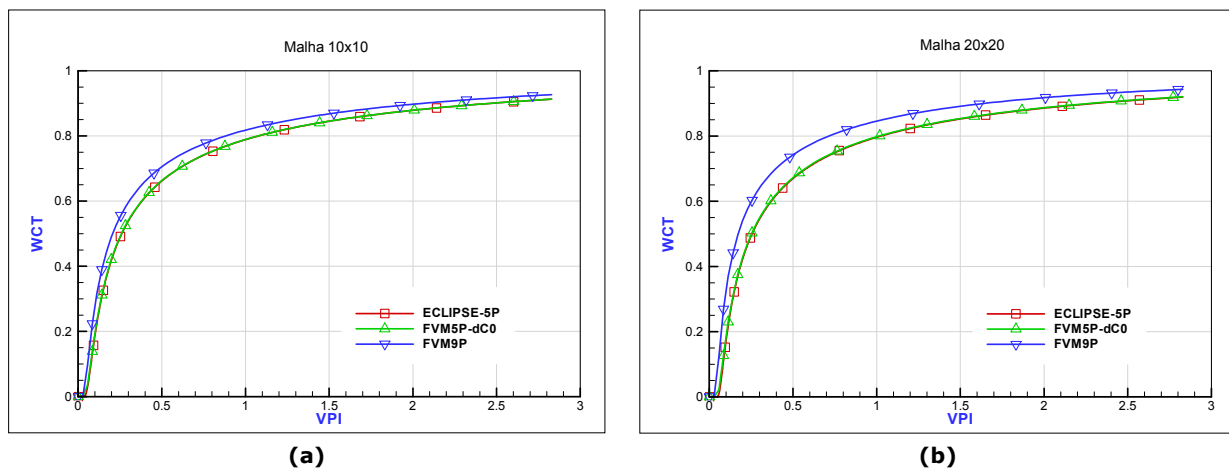 Malha 10x10
1
0.8
0.6
0.4
0.2
0
WCT
0
0.5
1
1.5
2
2.5
3
VPI
ECLIPSE-5P
FVM5P-dC0
FVM9P
(a)
Malha 20x20
1
0.8
0.6
0.4
0.2
0
WCT
0
0.5
1
1.5
2
2.5
3
VPI
ECLIPSE-5P
FVM5P-dC0
FVM9P
(b)